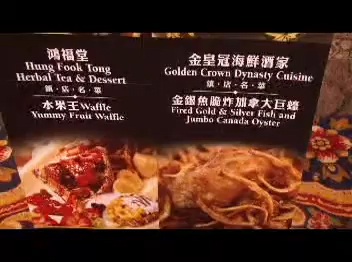 鴻福堂
Hung Fook Tong
Herbal Tea & Dessert
鎮·店·名·菜
水果王Waffle
Yummy Fruit Waffle
金皇冠海鮮酒家
Golden Crown Dynasty Cuisine
鎮·店·名·菜
金銀魚脆炸加拿大巨蠔
Fired Gold & Silver Fish and
Jumbo Canada Oyster